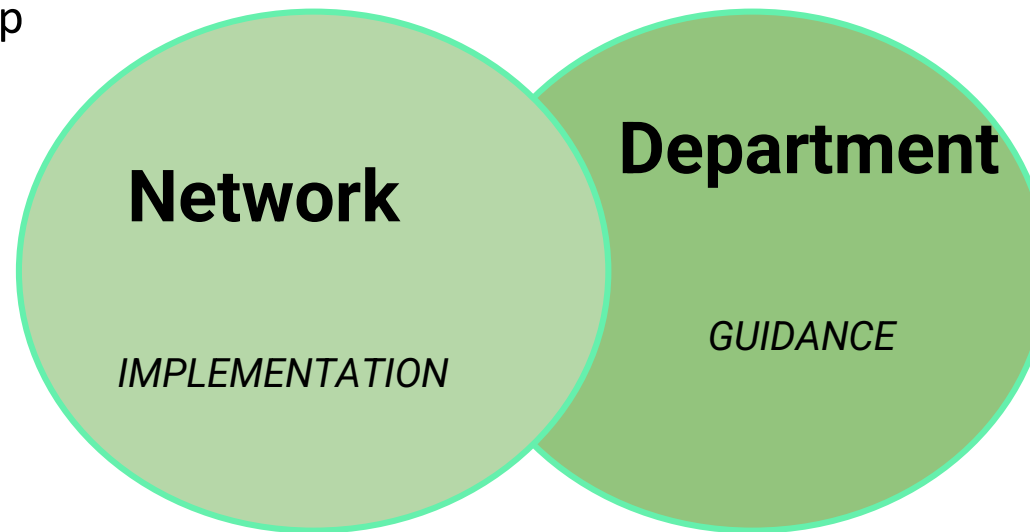 p
Network
IMPLEMENTATION
Department
GUIDANCE